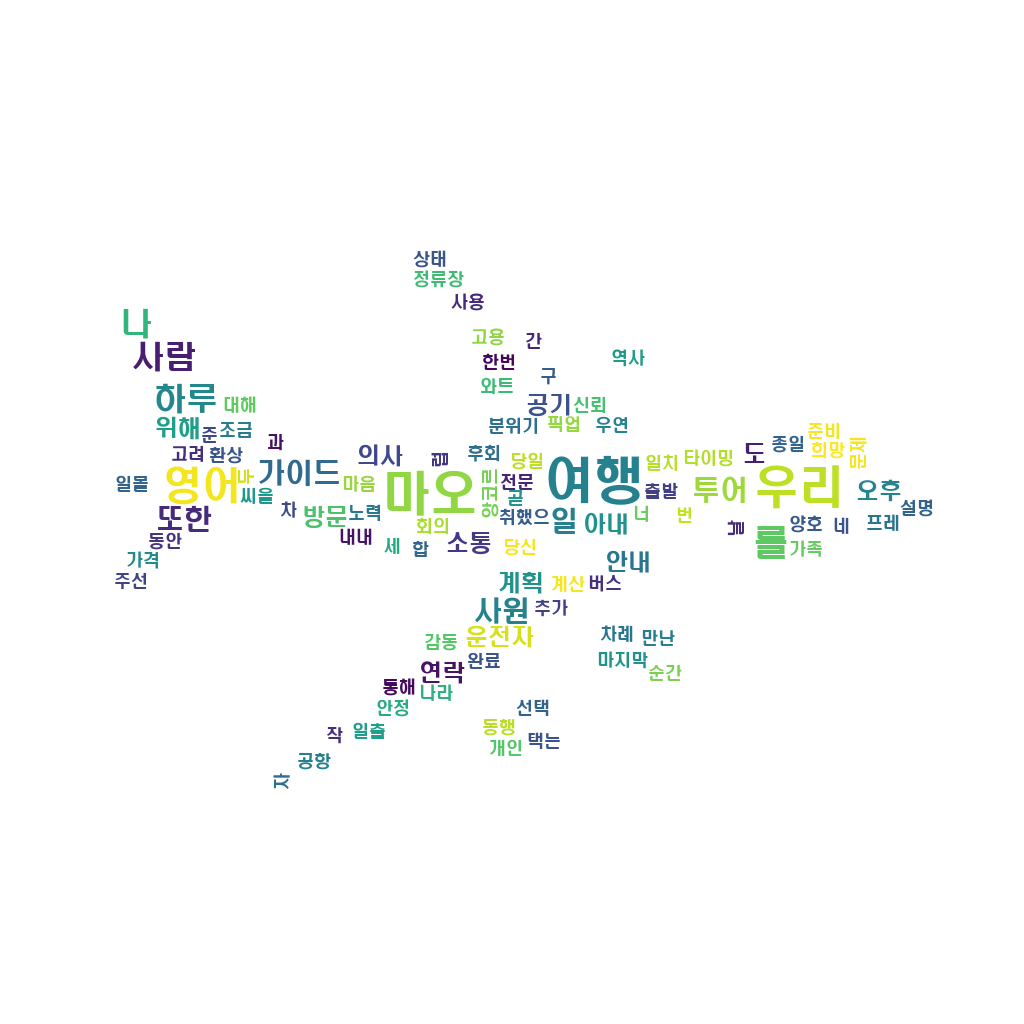 상태
정류장
사용
나
고용
간
사람
한번
역사
구
와트
하루
대해
공기
신뢰
위해
준
조금
분위기
픽업
우연
준비
과
도
종일
희망
문제
고려
환상
의사
럽
후회
당일
일치
타이밍
일몰
영어
가이드
마음
마오
전문
곧
여행
출발
투어
우리
오후
씨을
차
방문
노력
취했으
일
아내
너
번
날
양호
네
프레
설명
또한
동안
내내
회의
세
합
소통
당신
를
가족
가격
주선
안내
계획
계산
버스
사원
추가
감동
운전자
차례
만난
연락
완료
마지막
순간
통해
나라
안정
선택
작
일출
동행
개인
택는
공항
자